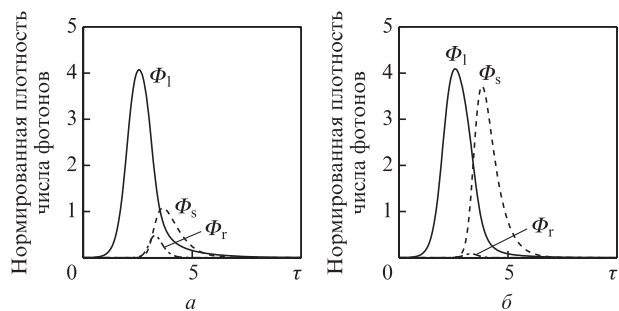 Нормированная плотность
числа фотонов
5
4
3
2
1
0
5
τ
Φl
Φs
Φr
а
Нормированная плотность
числа фотонов
5
4
3
2
1
0
5
τ
Φl
Φs
Φr
б